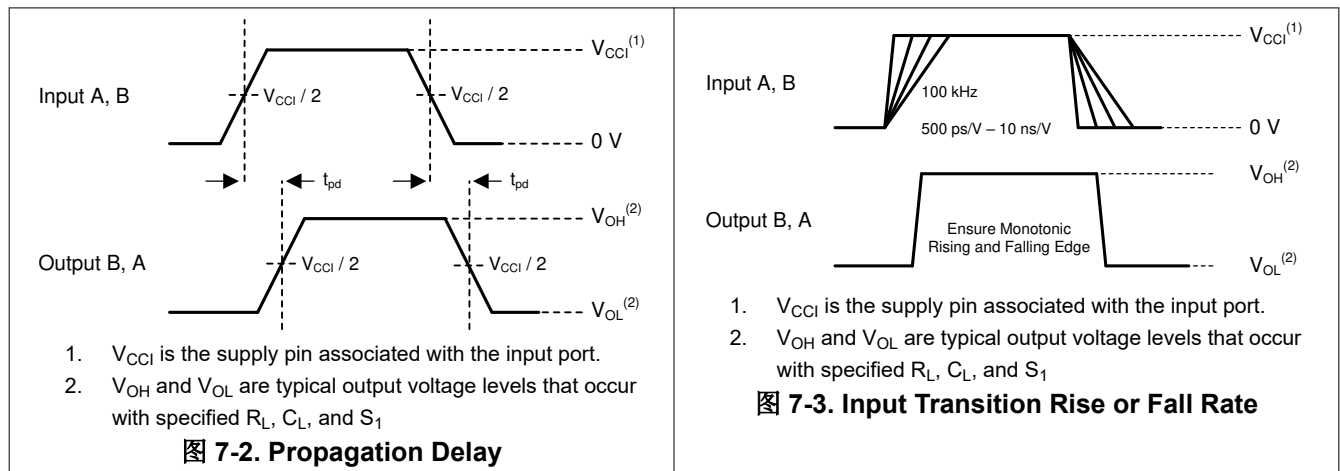 V_CCI^(1)
Input A, B
V_CCI / 2
V_CCI / 2
0 V
t_pd
t_pd
V_OH^(2)
Output B, A
V_CCI / 2
V_CCI / 2
V_OL^(2)
1. V_CCI is the supply pin associated with the input port.
2. V_OH and V_OL are typical output voltage levels that occur
with specified R_L, C_L, and S_1
图 7-2. Propagation Delay
V_CCI^(1)
Input A, B
100 kHz
500 ps/V – 10 ns/V
0 V
V_OH^(2)
Output B, A
Ensure Monotonic
Rising and Falling Edge
V_OL^(2)
1. V_CCI is the supply pin associated with the input port.
2. V_OH and V_OL are typical output voltage levels that occur
with specified R_L, C_L, and S_1
图 7-3. Input Transition Rise or Fall Rate